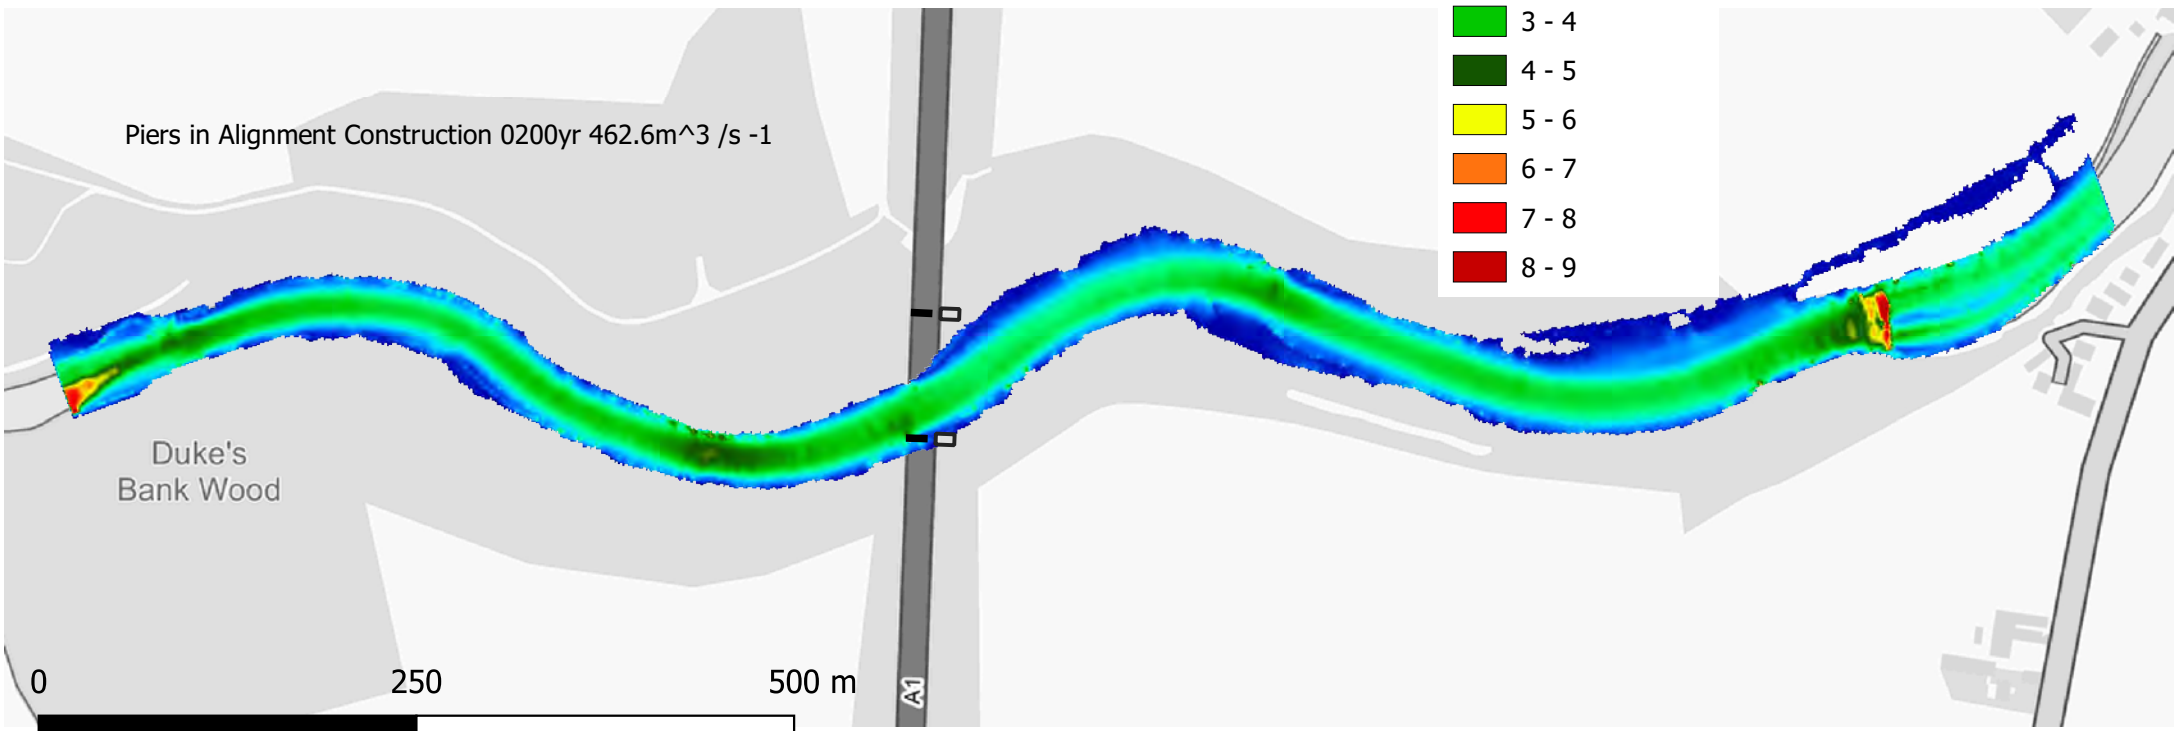 3 - 4
4 - 5
5 - 6
6 - 7
7 - 8
8 - 9
Piers in Alignment Construction 0200yr 462.6m^3 /s -1
Duke's
Bank Wood
0 250 500 m
A1